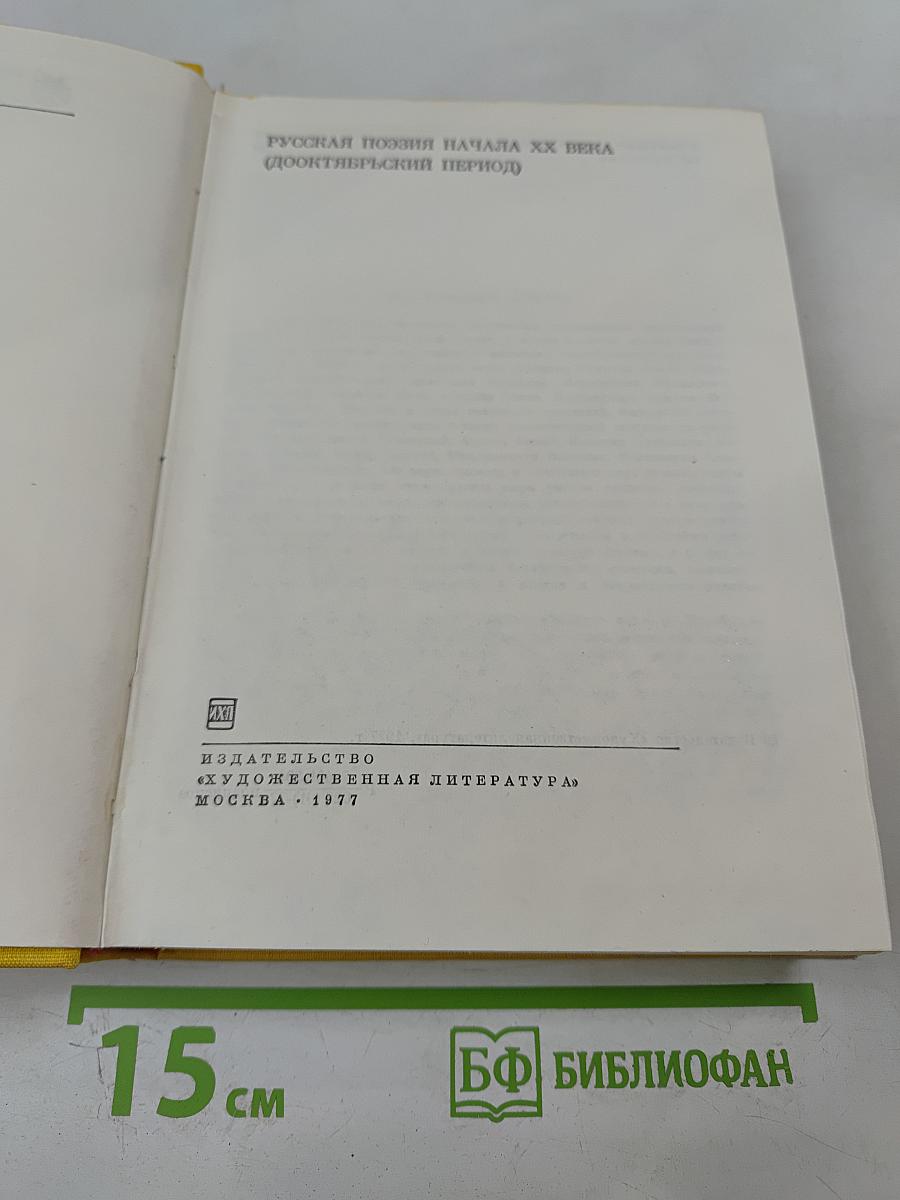 РУССКАЯ ПОЭЗИЯ НАЧАЛА XX ВЕКА
(ДООКТЯБРЬСКИЙ ПЕРИОД)
ИХЛ
ИЗДАТЕЛЬСТВО
«ХУДОЖЕСТВЕННАЯ ЛИТЕРАТУРА»
МОСКВА · 1977
15 см
БФ БИБЛИОФАН